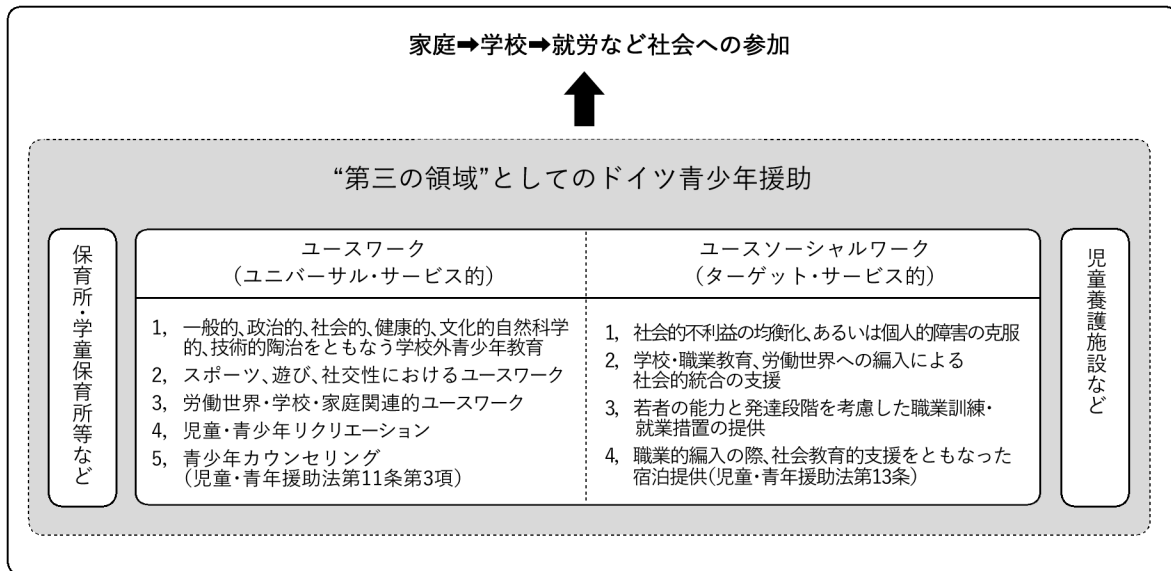 家庭➡学校➡就労など社会への参加
“第三の領域”としてのドイツ青少年援助
保育所・学童保育所等など
ユースワーク
（ユニバーサル・サービス的）
1, 一般的、政治的、社会的、健康的、文化的自然科学
的、技術的陶治をともなう学校外青少年教育
2, スポーツ、遊び、社交性におけるユースワーク
3, 労働世界・学校・家庭関連的ユースワーク
4, 児童・青少年リクリエーション
5, 青少年カウンセリング
（児童・青年援助法第11条第3項）
ユースソーシャルワーク
（ターゲット・サービス的）
1, 社会的不利益の均衡化、あるいは個人的障害の克服
2, 学校・職業教育、労働世界への編入による
社会的統合の支援
3, 若者の能力と発達段階を考慮した職業訓練・
就業措置の提供
4, 職業的編入の際、社会教育的支援をともなった
宿泊提供（児童・青年援助法第13条）
児童養護施設など